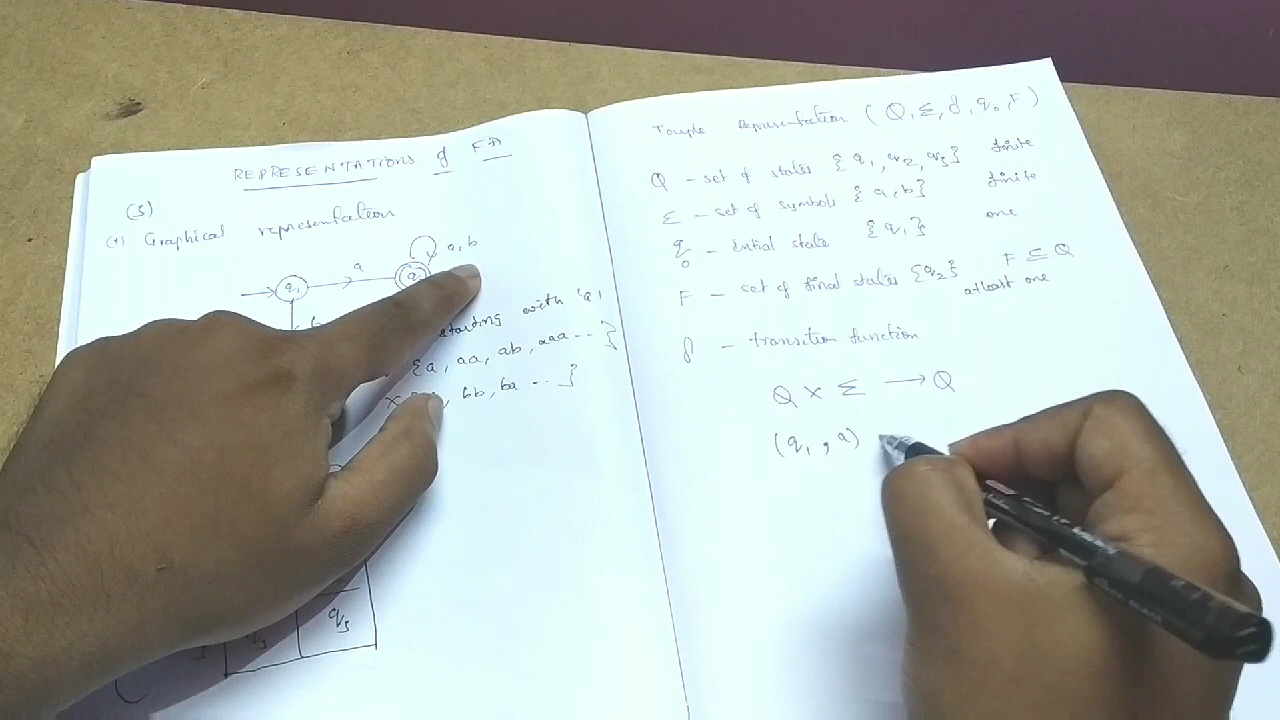 REPRESENTATIONS of FA
(3)
(1) Graphical representation
a, b
a
q₁
starting with 'a'
{a, aa, ab, aaa -- }
bb, ba -- }
q₃
q₃
Representation (Q, Σ, δ, q₀, F)
Q - set of states {q₁, q₂, q₃} finite
Σ - set of symbols {a, b} finite
q₀ - initial state {q₁} one
F - set of final states {q₂} F ⊆ Q
atleast one
δ - transition function
Q × Σ → Q
(q₁, a)